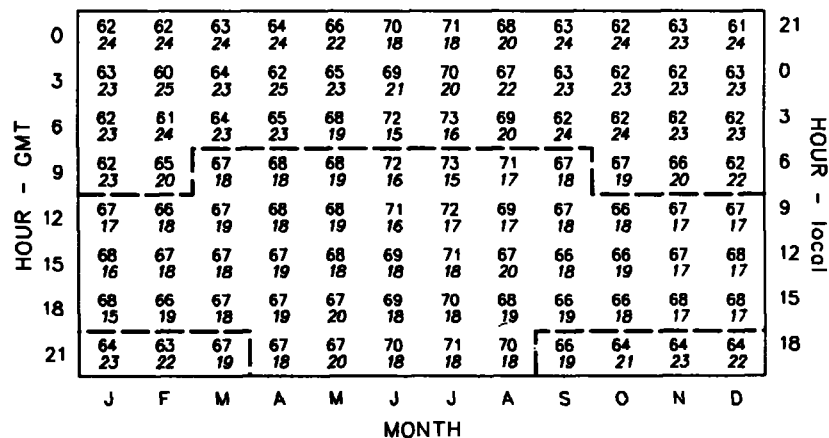 0 62 62 63 64 66 70 71 68 63 62 63 61 21
24 24 24 24 22 18 18 20 24 24 23 24
3 63 60 64 62 65 69 70 67 63 62 62 63 0
23 25 23 25 23 21 20 22 23 23 23 23
6 62 61 64 65 68 72 73 69 62 62 62 62 3
23 24 23 23 19 15 16 20 24 24 23 23
9 62 65 67 68 68 72 73 71 67 67 66 62 6
23 20 18 18 19 16 15 17 18 19 20 22
12 67 66 67 68 68 71 72 69 67 66 67 67 9
17 18 19 18 19 16 17 17 18 18 17 17
15 68 67 67 67 68 69 71 67 66 66 67 68 12
16 18 18 19 18 18 18 20 18 19 17 17
18 68 66 67 67 67 69 70 68 66 66 68 68 15
15 19 18 19 20 18 18 19 19 18 17 17
21 64 63 67 67 67 70 71 70 66 64 64 64 18
23 22 19 18 20 18 18 18 19 21 23 22
J F M A M J J A S O N D
MONTH
HOUR - GMT
HOUR - local